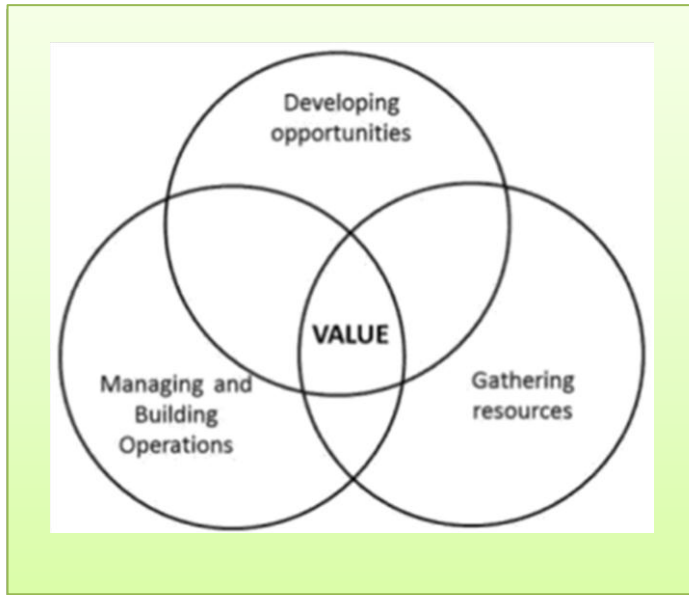 Developing
opportunities
VALUE
Managing and
Building
Operations
Gathering
resources